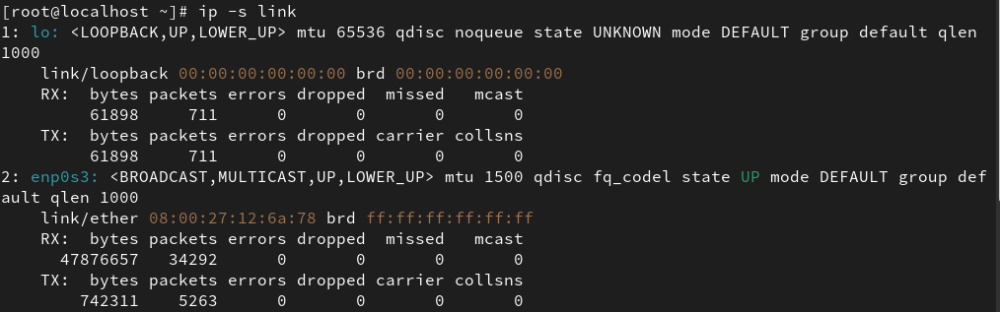 [root@localhost ~]# ip -s link
1: lo: <LOOPBACK,UP,LOWER_UP> mtu 65536 qdisc noqueue state UNKNOWN mode DEFAULT group default qlen
1000
    link/loopback 00:00:00:00:00:00 brd 00:00:00:00:00:00
    RX:  bytes packets errors dropped  missed   mcast
         61898     711      0       0       0       0
    TX:  bytes packets errors dropped carrier collsns
         61898     711      0       0       0       0
2: enp0s3: <BROADCAST,MULTICAST,UP,LOWER_UP> mtu 1500 qdisc fq_codel state UP mode DEFAULT group def
ault qlen 1000
    link/ether 08:00:27:12:6a:78 brd ff:ff:ff:ff:ff:ff
    RX:  bytes packets errors dropped  missed   mcast
      47876657   34292      0       0       0       0
    TX:  bytes packets errors dropped carrier collsns
        742311    5263      0       0       0       0